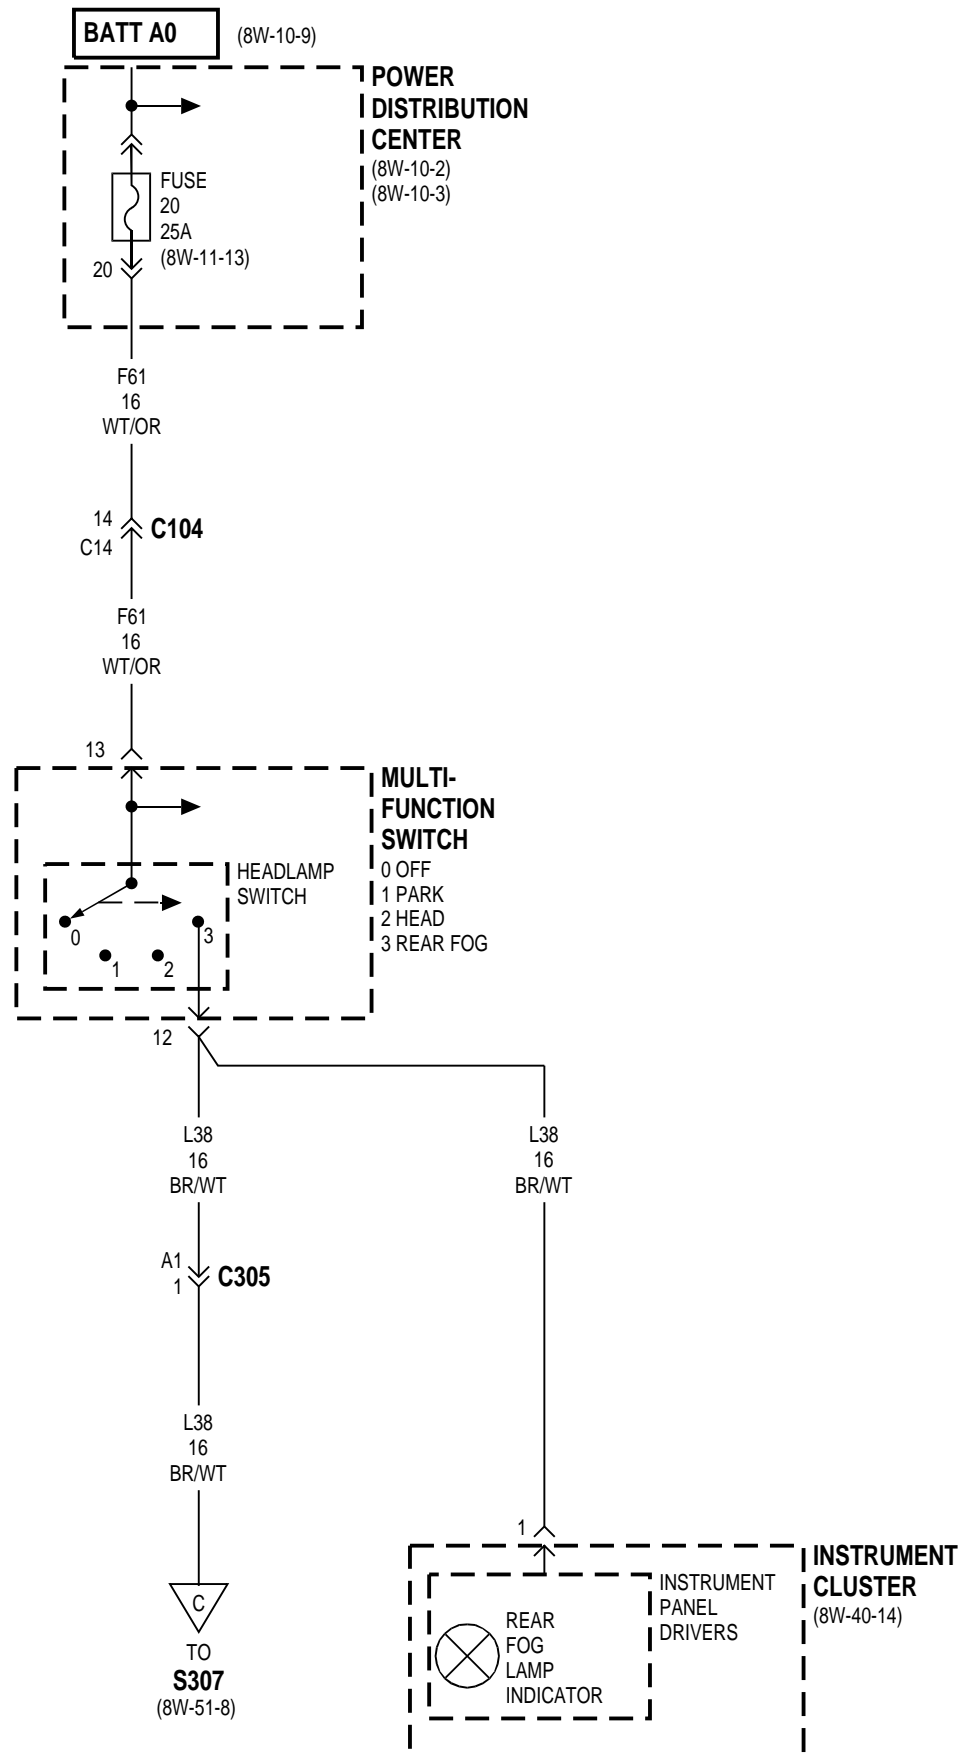 BATT A0
(8W-10-9)
POWER
DISTRIBUTION
CENTER
(8W-10-2)
(8W-10-3)
FUSE
20
25A
(8W-11-13)
20
F61
16
WT/OR
14
C14
C104
F61
16
WT/OR
13
MULTI-
FUNCTION
SWITCH
0 OFF
1 PARK
2 HEAD
3 REAR FOG
HEADLAMP
SWITCH
0
1
2
3
12
L38
16
BR/WT
L38
16
BR/WT
A1
1
C305
L38
16
BR/WT
C
TO
S307
(8W-51-8)
1
INSTRUMENT
CLUSTER
(8W-40-14)
INSTRUMENT
PANEL
DRIVERS
REAR
FOG
LAMP
INDICATOR